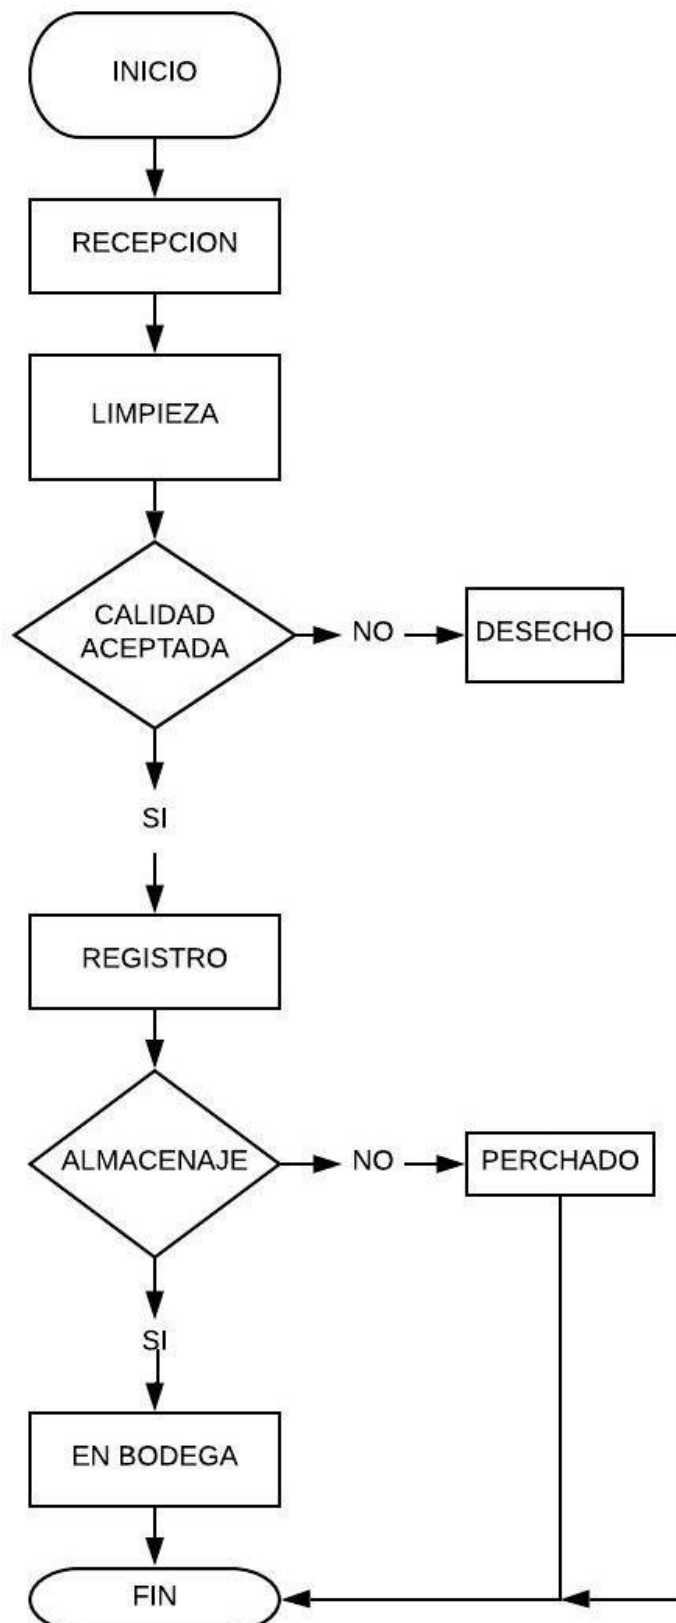 INICIO
RECEPCION
LIMPIEZA
CALIDAD
ACEPTADA
NO
DESECHO
SI
REGISTRO
ALMACENAJE
NO
PERCHADO
SI
EN BODEGA
FIN